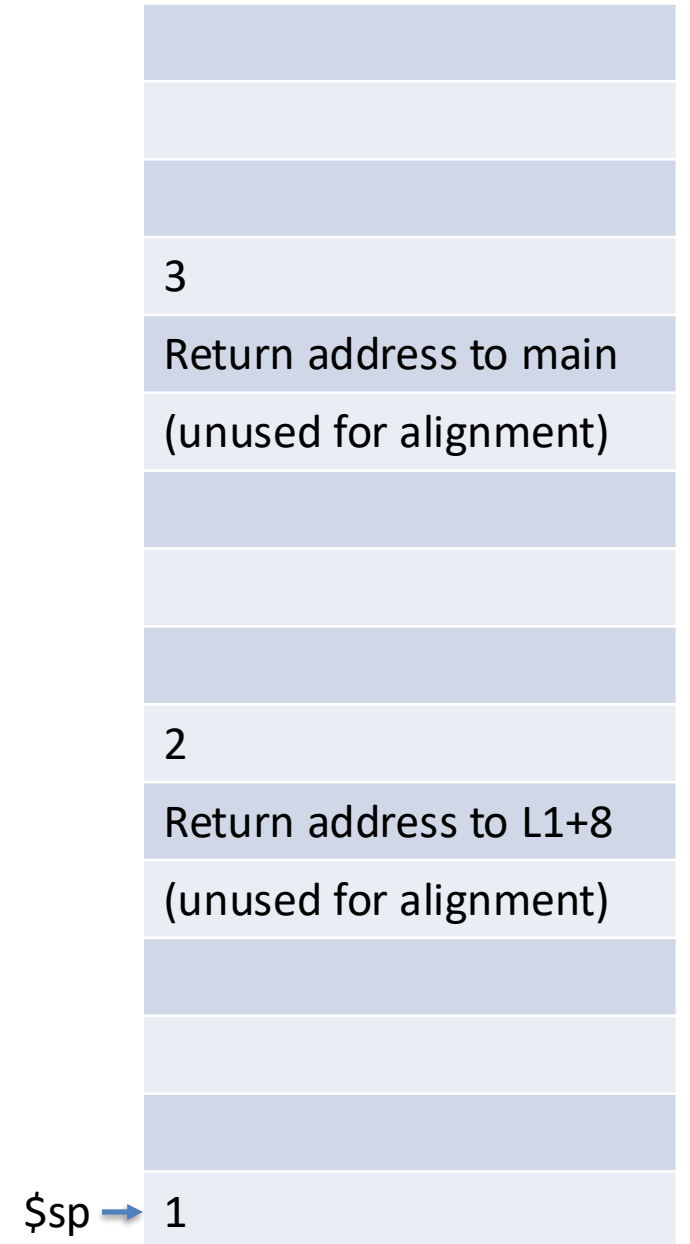 3
Return address to main
(unused for alignment)
2
Return address to L1+8
(unused for alignment)
$sp 1